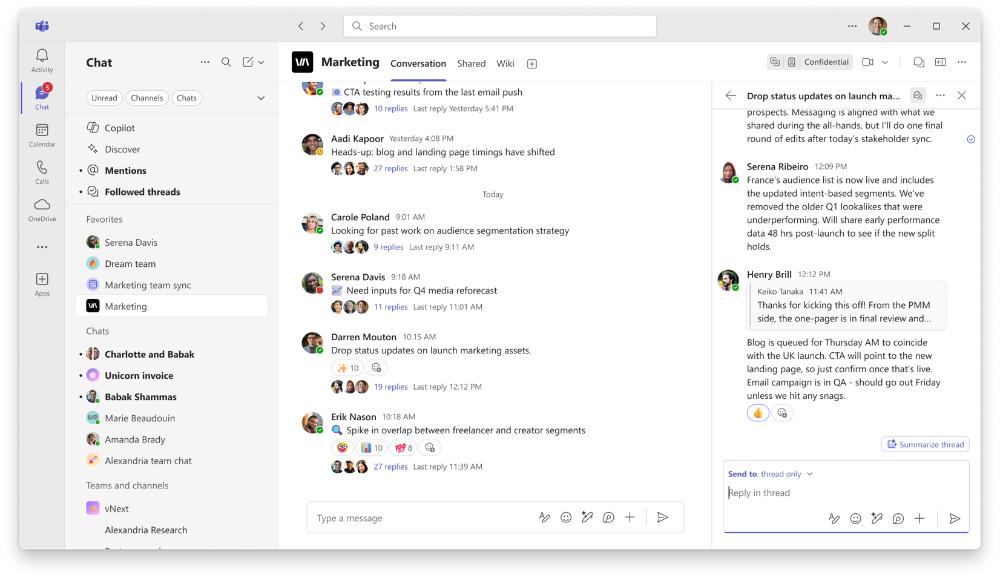 Search
Activity
5
Chat
Calendar
Calls
OneDrive
Apps
Chat
Unread
Channels
Chats
Copilot
Discover
Mentions
Followed threads
Favorites
Serena Davis
Dream team
Marketing team sync
Marketing
Chats
Charlotte and Babak
Unicorn invoice
Babak Shammas
MB
Marie Beaudouin
Amanda Brady
Alexandria team chat
Teams and channels
vNext
Alexandria Research
Marketing
Conversation
Shared
Wiki
Confidential
CTA testing results from the last email push
10 replies Last reply Yesterday 5:41 PM
Aadi Kapoor Yesterday 4:08 PM
Heads-up: blog and landing page timings have shifted
27 replies Last reply 1:58 PM
Today
Carole Poland 9:01 AM
Looking for past work on audience segmentation strategy
9 replies Last reply 9:11 AM
Serena Davis 9:18 AM
📈 Need inputs for Q4 media reforecast
11 replies Last reply 11:01 AM
Darren Mouton 10:15 AM
Drop status updates on launch marketing assets.
✨ 10
19 replies Last reply 12:12 PM
Erik Nason 10:18 AM
🔍 Spike in overlap between freelancer and creator segments
🤓 📊 10 💯 8
27 replies Last reply 11:39 AM
Type a message
Drop status updates on launch ma...
prospects. Messaging is aligned with what we
shared during the all-hands, but I’ll do one final
round of edits after today’s stakeholder sync.
Serena Ribeiro 12:09 PM
France’s audience list is now live and includes
the updated intent-based segments. We’ve
removed the older Q1 lookalikes that were
underperforming. Will share early performance
data 48 hrs post-launch to see if the new split
holds.
Henry Brill 12:12 PM
Keiko Tanaka 11:41 AM
Thanks for kicking this off! From the PMM
side, the one-pager is in final review and...
Blog is queued for Thursday AM to coincide
with the UK launch. CTA will point to the new
landing page, so just confirm once that's live.
Email campaign is in QA - should go out Friday
unless we hit any snags.
👍
Summarize thread
Send to: thread only
Reply in thread